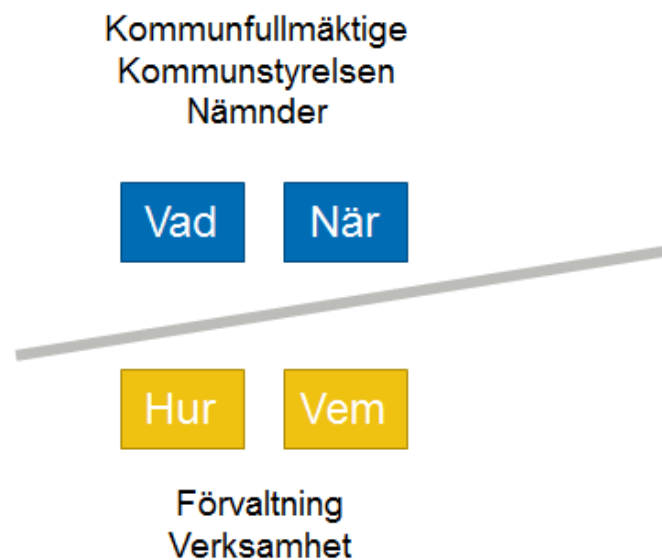 Kommunfullmäktige
Kommunstyrelsen
Nämnder
Vad När
Hur Vem
Förvaltning
Verksamhet